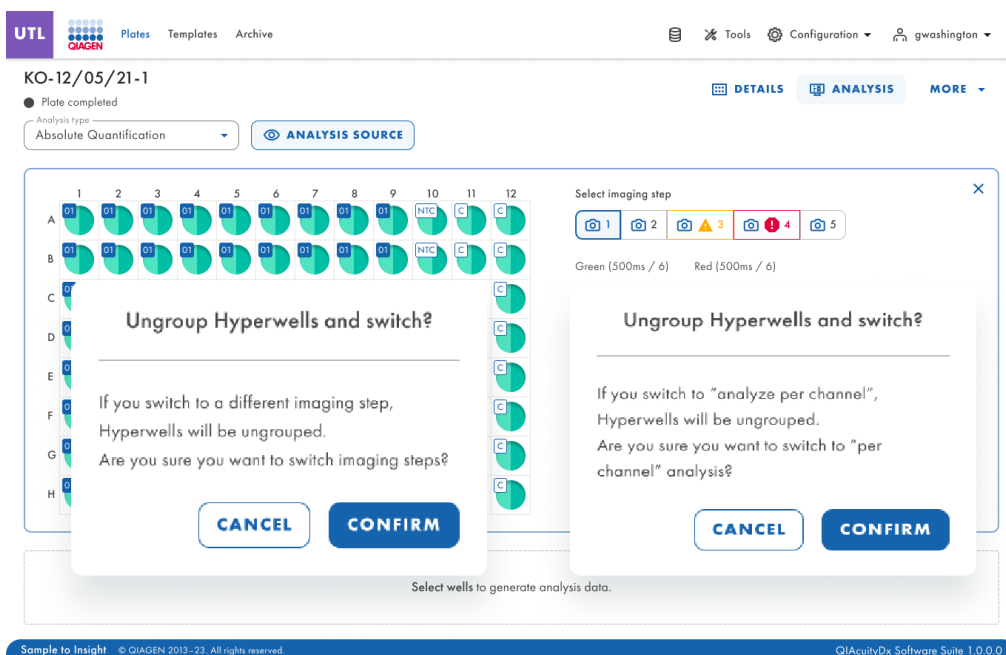 UTL
QIAGEN
Plates Templates Archive
Tools Configuration gwashington
KO-12/05/21-1
Plate completed
DETAILS ANALYSIS MORE
Analysis type
Absolute Quantification
ANALYSIS SOURCE
1 2 3 4 5 6 7 8 9 10 11 12
A 01 01 01 01 01 01 01 01 01 NTC C C
B 01 01 01 01 01 01 01 01 01 NTC C C
C C
D C
E C
F C
G C
H C
Select imaging step
1 2 3 4 5
Green (500ms / 6) Red (500ms / 6)
Ungroup Hyperwells and switch?
If you switch to a different imaging step,
Hyperwells will be ungrouped.
Are you sure you want to switch imaging steps?
CANCEL CONFIRM
Ungroup Hyperwells and switch?
If you switch to “analyze per channel”,
Hyperwells will be ungrouped.
Are you sure you want to switch to “per
channel” analysis?
CANCEL CONFIRM
Select wells to generate analysis data.
Sample to Insight © QIAGEN 2013–23. All rights reserved.
QIAcuityDx Software Suite 1.0.0.0